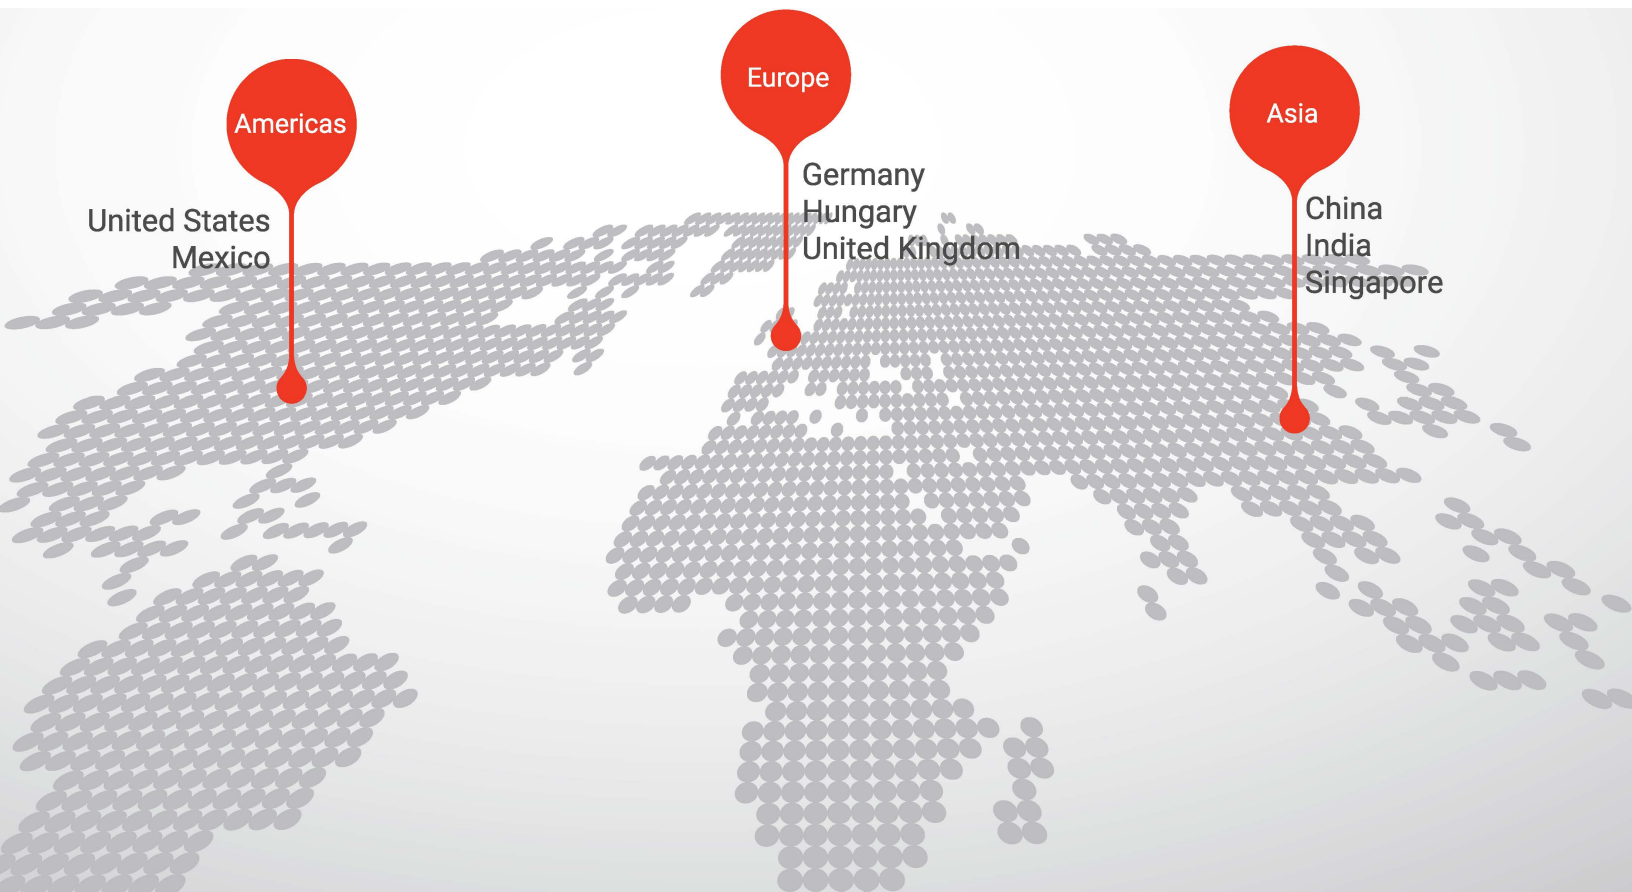 Americas
United States
Mexico
Europe
Germany
Hungary
United Kingdom
Asia
China
India
Singapore